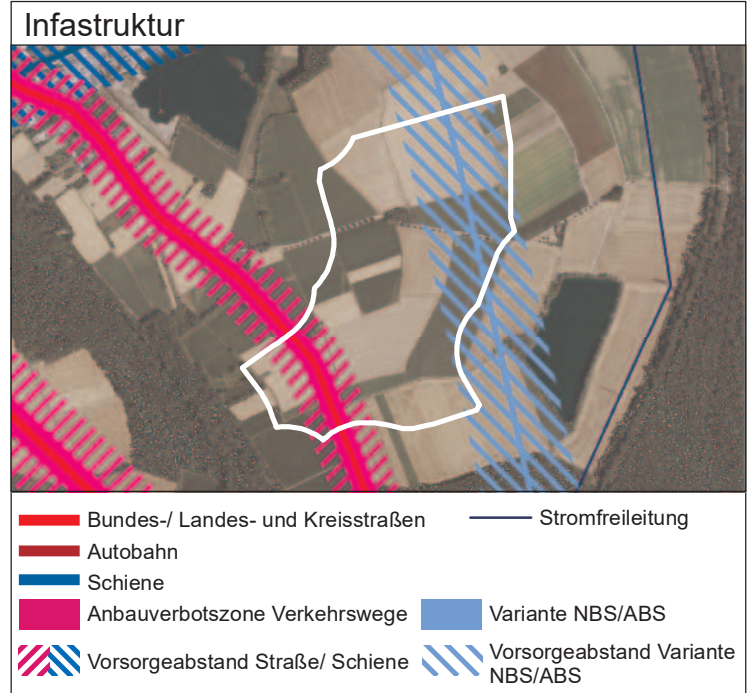 Infastruktur
Bundes-/ Landes- und Kreisstraßen
Stromfreileitung
Autobahn
Schiene
Anbauverbotszone Verkehrswege
Variante NBS/ABS
Vorsorgeabstand Straße/ Schiene
Vorsorgeabstand Variante
NBS/ABS